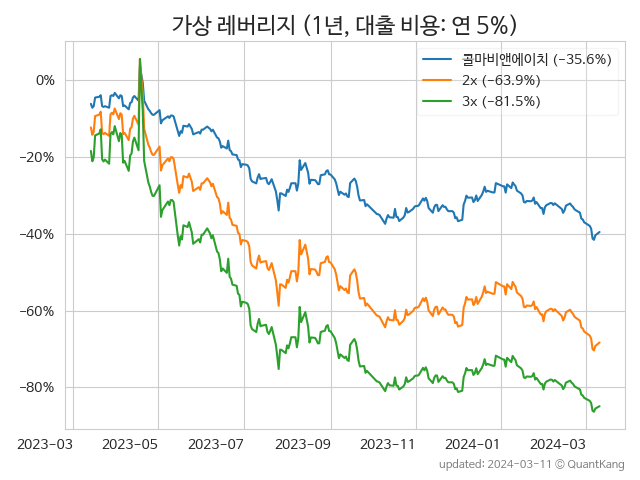 가상 레버리지 (1년, 대출 비용: 연 5%)
콜마비앤에이치 (−35.6%)
2x (−63.9%)
3x (−81.5%)
0%
−20%
−40%
−60%
−80%
2023-03 2023-05 2023-07 2023-09 2023-11 2024-01 2024-03
updated: 2024-03-11 © QuantKang